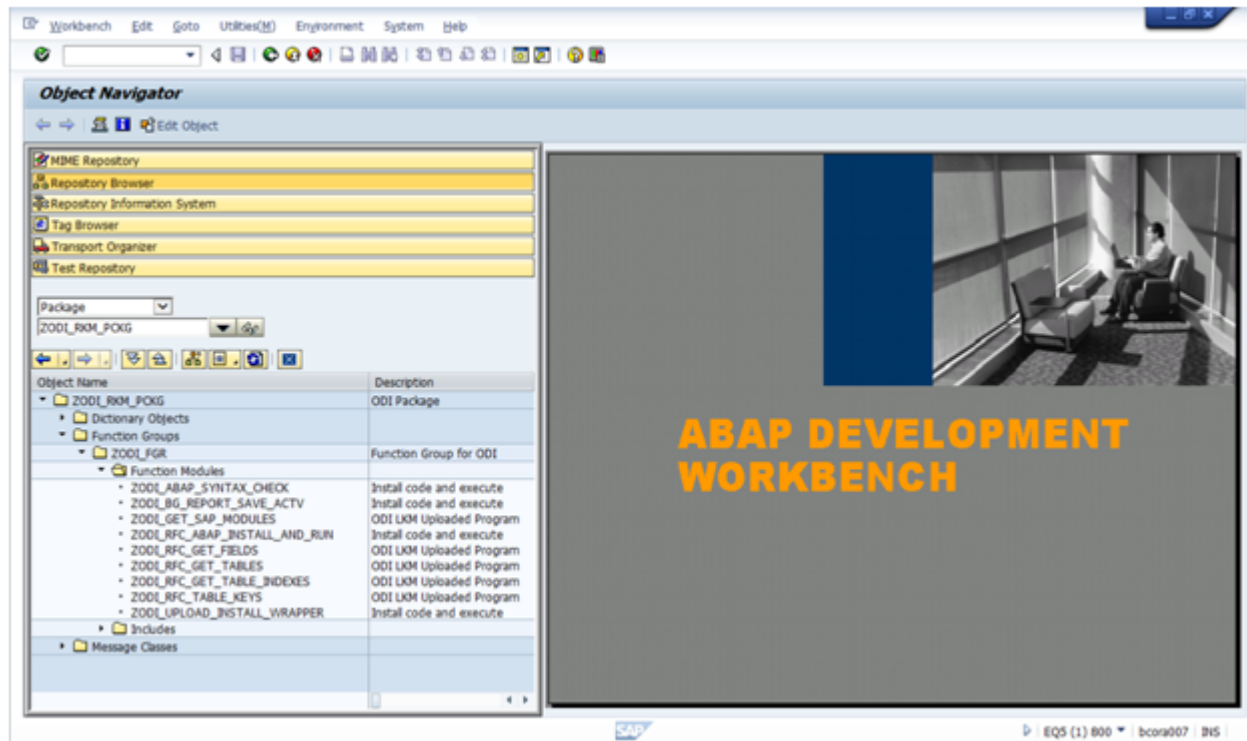 Workbench Edit Goto Utilities(M) Environment System Help
Object Navigator
Edit Object
MIME Repository
Repository Browser
Repository Information System
Tag Browser
Transport Organizer
Test Repository
Package
ZODI_RKM_PCKG
Object Name Description
ZODI_RKM_PCKG ODI Package
Dictionary Objects
Function Groups
ZODI_FGR Function Group for ODI
Function Modules
ZODI_ABAP_SYNTAX_CHECK Install code and execute
ZODI_BG_REPORT_SAVE_ACTV Install code and execute
ZODI_GET_SAP_MODULES ODI LKM Uploaded Program
ZODI_RFC_ABAP_INSTALL_AND_RUN Install code and execute
ZODI_RFC_GET_FIELDS ODI LKM Uploaded Program
ZODI_RFC_GET_TABLES ODI LKM Uploaded Program
ZODI_RFC_GET_TABLE_INDEXES ODI LKM Uploaded Program
ZODI_RFC_TABLE_KEYS ODI LKM Uploaded Program
ZODI_UPLOAD_INSTALL_WRAPPER Install code and execute
Includes
Message Classes
ABAP DEVELOPMENT
WORKBENCH
SAP EQ5 (1) 800 bcora007 INS